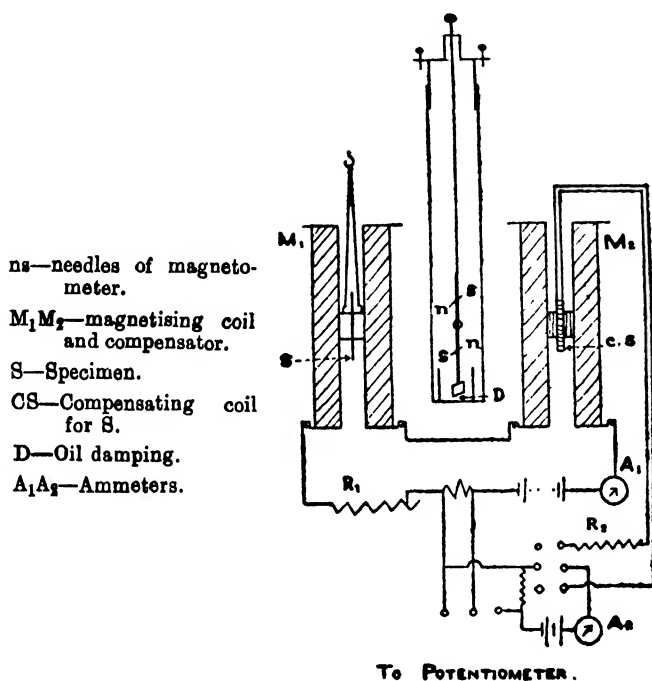 ns—needles of magneto-
meter.
M₁M₂—magnetising coil
and compensator.
S—Specimen.
CS—Compensating coil
for S.
D—Oil damping.
A₁A₂—Ammeters.
M₁
M₂
n s
s n
S
c.s
D
R₁
A₁
R₂
A₂
To POTENTIOMETER.